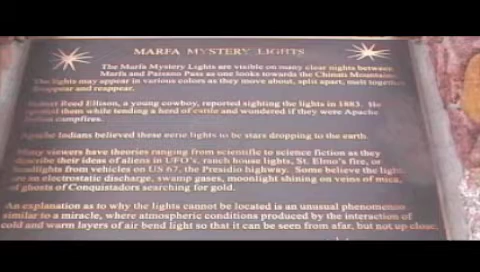 MARFA MYSTERY LIGHTS
The Marfa Mystery Lights are visible on many clear nights between
Marfa and Paisano Pass as one looks towards the Chinati Mountains.
The lights may appear in various colors as they move about, split apart, melt together,
disappear and reappear.
Robert Reed Ellison, a young cowboy, reported sighting the lights in 1883. He
spotted them while tending a herd of cattle and wondered if they were Apache
Indian campfires.
Apache Indians believed these eerie lights to be stars dropping to the earth.
Many viewers have theories ranging from scientific to science fiction as they
describe their ideas of aliens in UFO's, ranch house lights, St. Elmo's fire, or
headlights from vehicles on US 67, the Presidio highway. Some believe the lights
are an electrostatic discharge, swamp gases, moonlight shining on veins of mica,
or ghosts of Conquistadors searching for gold.
An explanation as to why the lights cannot be located is an unusual phenomenon
similar to a miracle, where atmospheric conditions produced by the interaction of
cold and warm layers of air bend light so that it can be seen from afar, but not up close.